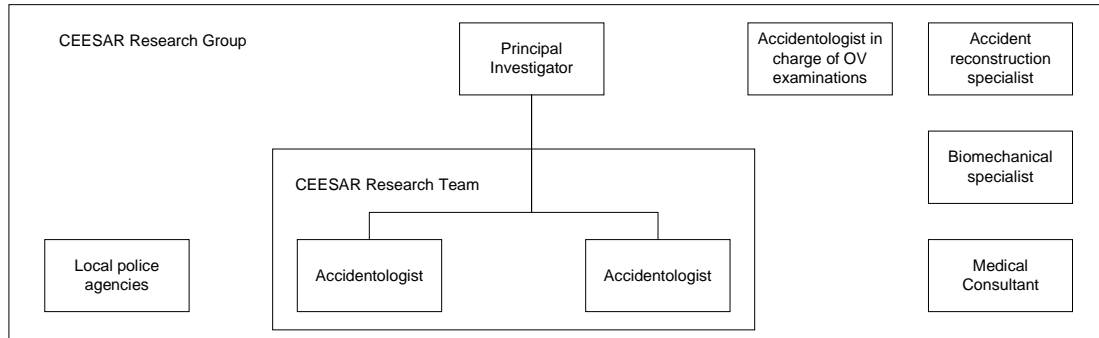 CEESAR Research Group
Principal
Investigator
Accidentologist in
charge of OV
examinations
Accident
reconstruction
specialist
Biomechanical
specialist
CEESAR Research Team
Local police
agencies
Accidentologist
Accidentologist
Medical
Consultant